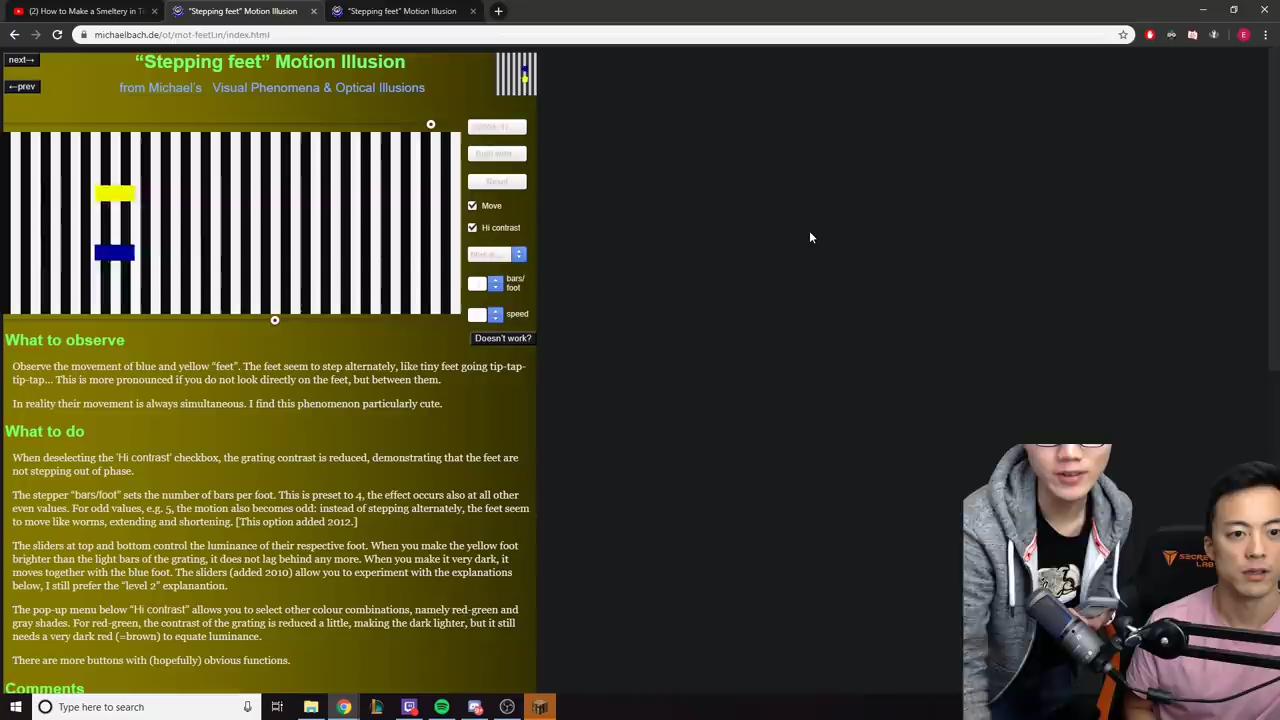 (2) How to Make a Smeltery in Ti
"Stepping feet" Motion Illusion
"Stepping feet" Motion Illusion
michaelbach.de/ot/mot-feetLin/index.html
E
next→
←prev
“Stepping feet” Motion Illusion
from Michael's Visual Phenomena & Optical Illusions
Reset
Move
Hi contrast
bars/
foot
speed
Doesn't work?
What to observe
Observe the movement of blue and yellow “feet”. The feet seem to step alternately, like tiny feet going tip-tap-
tip-tap... This is more pronounced if you do not look directly on the feet, but between them.
In reality their movement is always simultaneous. I find this phenomenon particularly cute.
What to do
When deselecting the 'Hi contrast' checkbox, the grating contrast is reduced, demonstrating that the feet are
not stepping out of phase.
The stepper “bars/foot” sets the number of bars per foot. This is preset to 4, the effect occurs also at all other
even values. For odd values, e.g. 5, the motion also becomes odd: instead of stepping alternately, the feet seem
to move like worms, extending and shortening. [This option added 2012.]
The sliders at top and bottom control the luminance of their respective foot. When you make the yellow foot
brighter than the light bars of the grating, it does not lag behind any more. When you make it very dark, it
moves together with the blue foot. The sliders (added 2010) allow you to experiment with the explanations
below, I still prefer the “level 2” explanantion.
The pop-up menu below “Hi contrast” allows you to select other colour combinations, namely red-green and
gray shades. For red-green, the contrast of the grating is reduced a little, making the dark lighter, but it still
needs a very dark red (=brown) to equate luminance.
There are more buttons with (hopefully) obvious functions.
Comments
SECRET
LAB
Type here to search